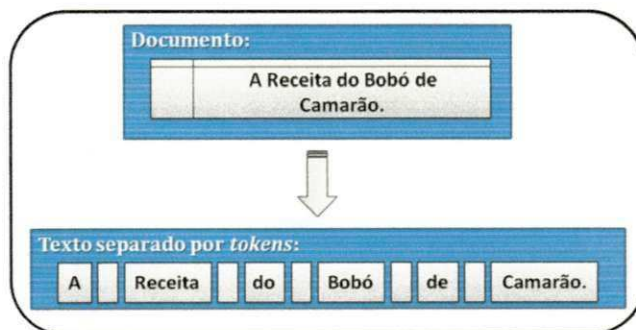 Documento:
A Receita do Bobó de
Camarão.
Texto separado por tokens:
A Receita do Bobó de Camarão.